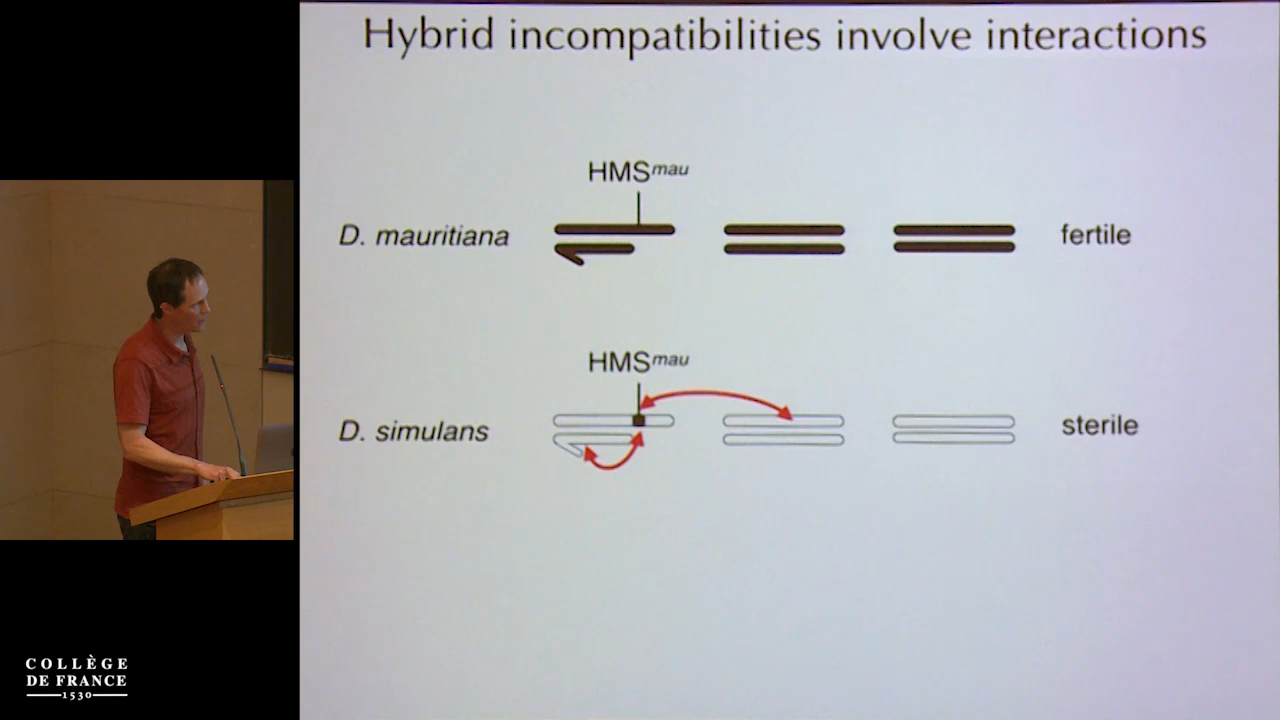 Hybrid incompatibilities involve interactions
HMSmau
D. mauritiana
fertile
HMSmau
D. simulans
sterile
COLLÈGE
DE FRANCE
1530